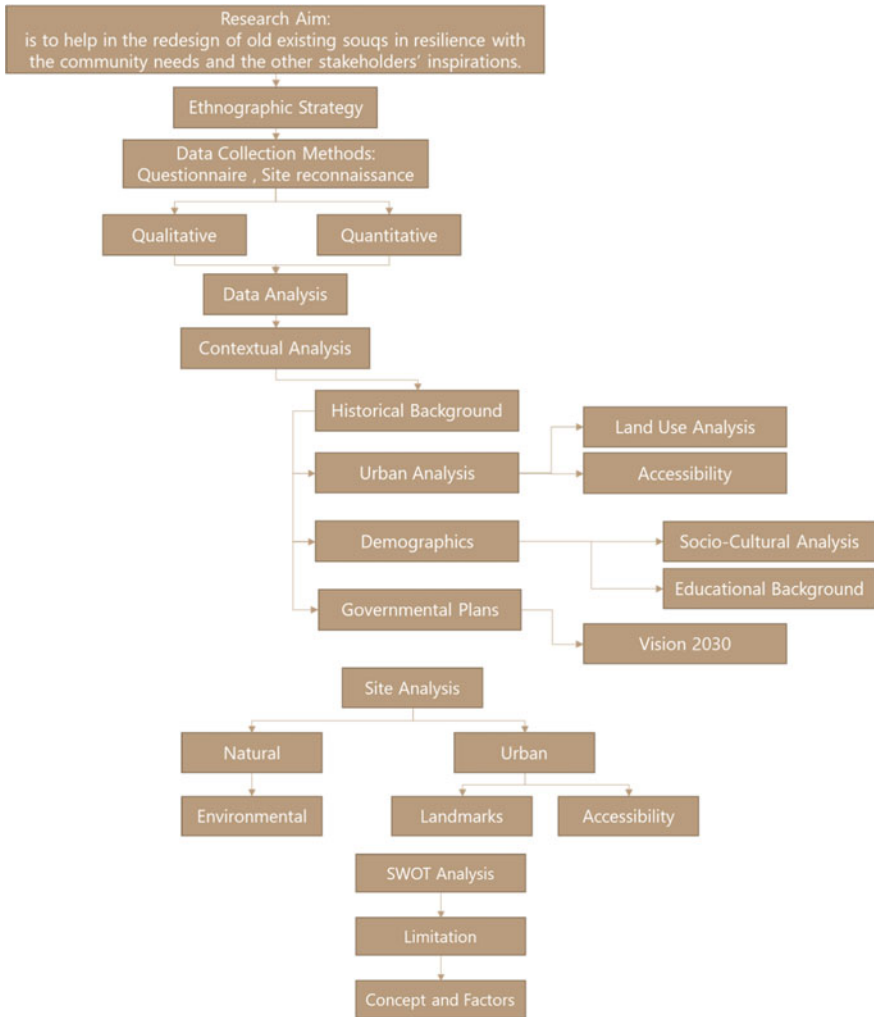 Research Aim:
is to help in the redesign of old existing souqs in resilience with
the community needs and the other stakeholders’ inspirations.
Ethnographic Strategy
Data Collection Methods:
Questionnaire , Site reconnaissance
Qualitative
Quantitative
Data Analysis
Contextual Analysis
Historical Background
Land Use Analysis
Urban Analysis
Accessibility
Demographics
Socio-Cultural Analysis
Educational Background
Governmental Plans
Vision 2030
Site Analysis
Natural
Urban
Environmental
Landmarks
Accessibility
SWOT Analysis
Limitation
Concept and Factors